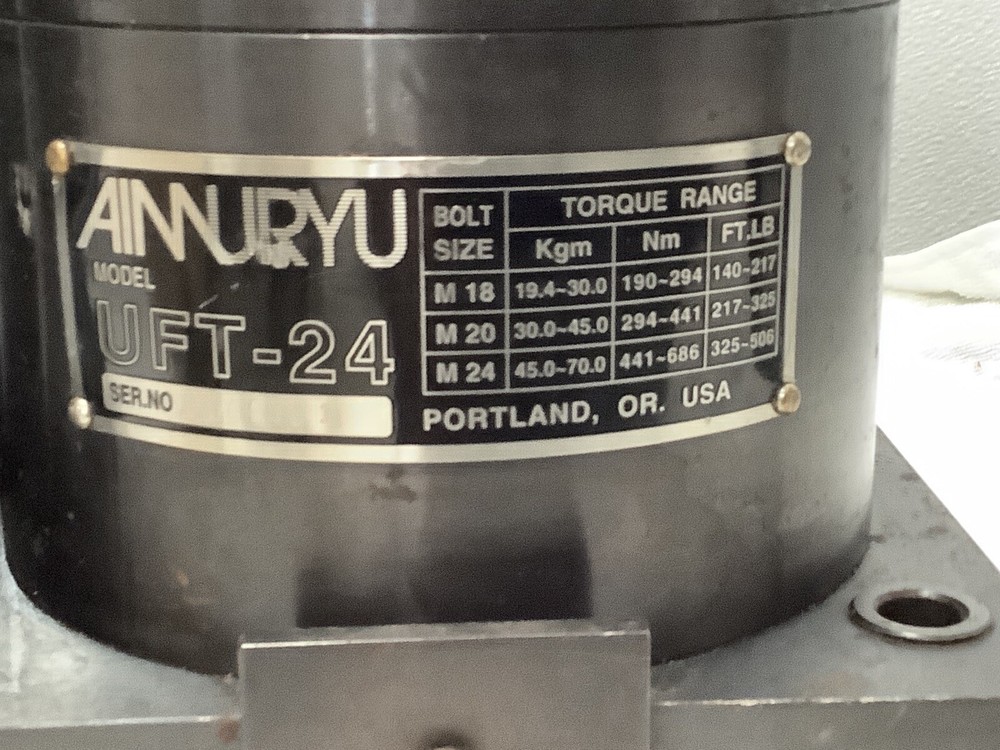 AIMURYU
MODEL
UFT-24
SER.NO
BOLT SIZE TORQUE RANGE
Kgm Nm FT.LB
M 18 19.4~30.0 190~294 140~217
M 20 30.0~45.0 294~441 217~325
M 24 45.0~70.0 441~686 325~506
PORTLAND, OR. USA